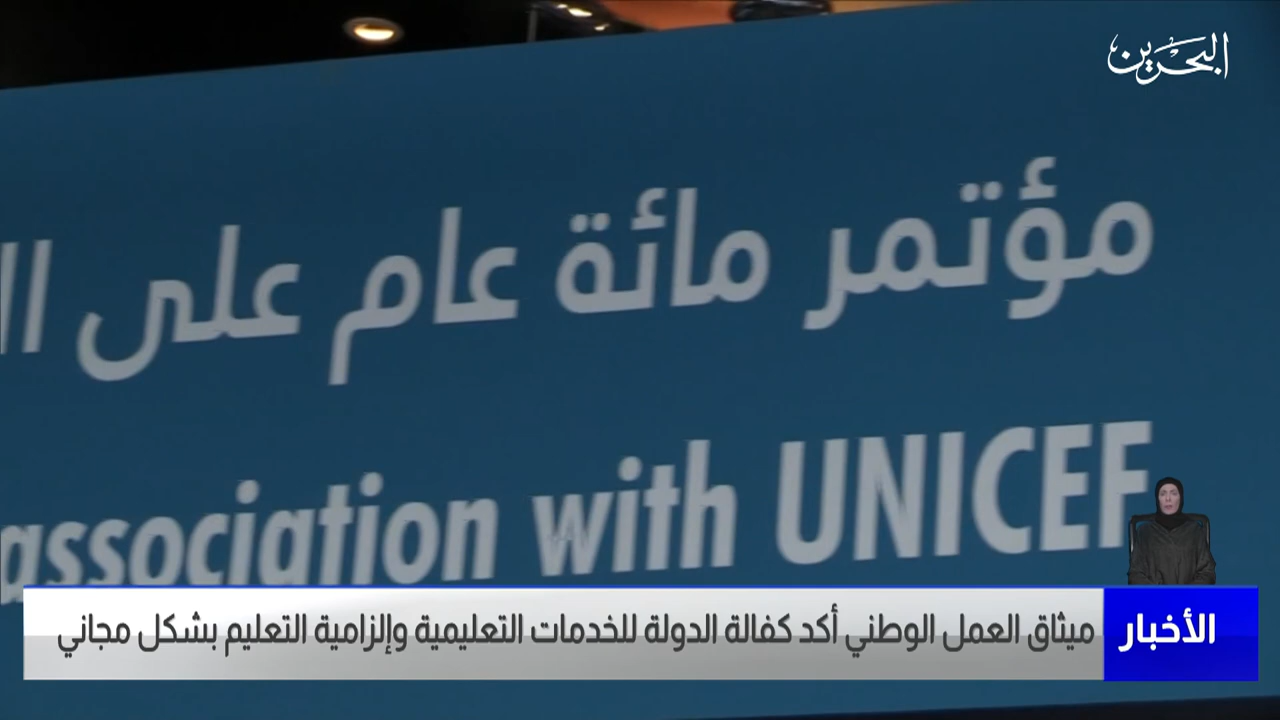 البحرين
مؤتمر مائة عام على
association with UNICEF
الأخبار
ميثاق العمل الوطني أكد كفالة الدولة للخدمات التعليمية وإلزامية التعليم بشكل مجاني